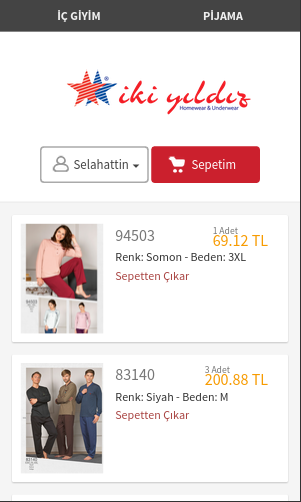 İÇ GİYİM PİJAMA
iki yıldız
Homewear & Underwear
Selahattin Sepetim
94503 1 Adet
69.12 TL
Renk: Somon - Beden: 3XL
Sepetten Çıkar
83140 3 Adet
200.88 TL
Renk: Siyah - Beden: M
Sepetten Çıkar